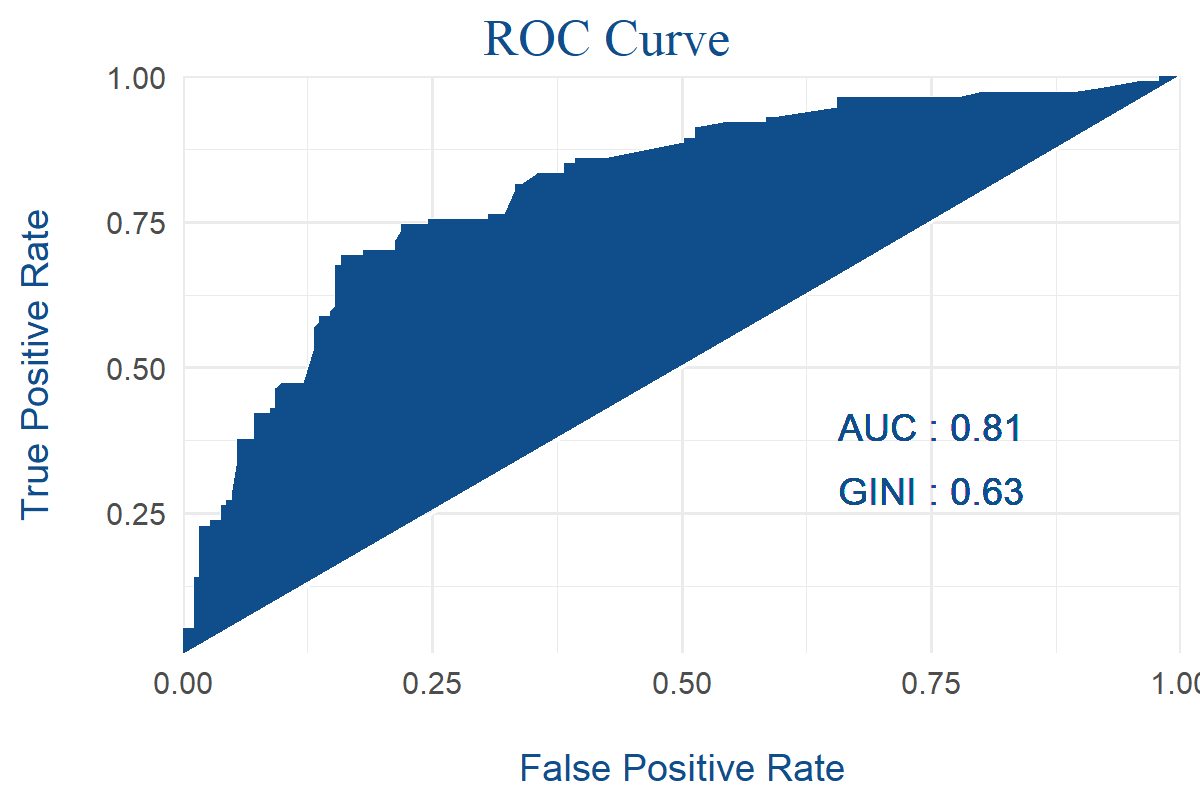 ROC Curve
True Positive Rate
1.00
0.75
0.50
0.25
AUC : 0.81
GINI : 0.63
0.00 0.25 0.50 0.75 1.00
False Positive Rate